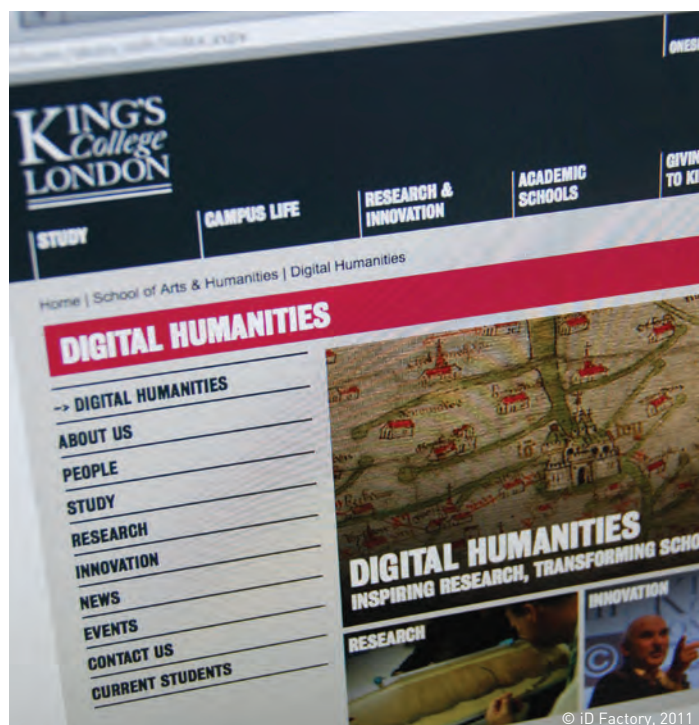 ONESP
KING'S
College
LONDON
STUDY
CAMPUS LIFE
RESEARCH &
INNOVATION
ACADEMIC
SCHOOLS
GIVIN
TO KI
Home | School of Arts & Humanities | Digital Humanities
DIGITAL HUMANITIES
-> DIGITAL HUMANITIES
ABOUT US
PEOPLE
STUDY
RESEARCH
INNOVATION
NEWS
EVENTS
CONTACT US
CURRENT STUDENTS
DIGITAL HUMANITIES
INSPIRING RESEARCH, TRANSFORMING SCHO
RESEARCH
INNOVATION
©
© iD Factory, 2011